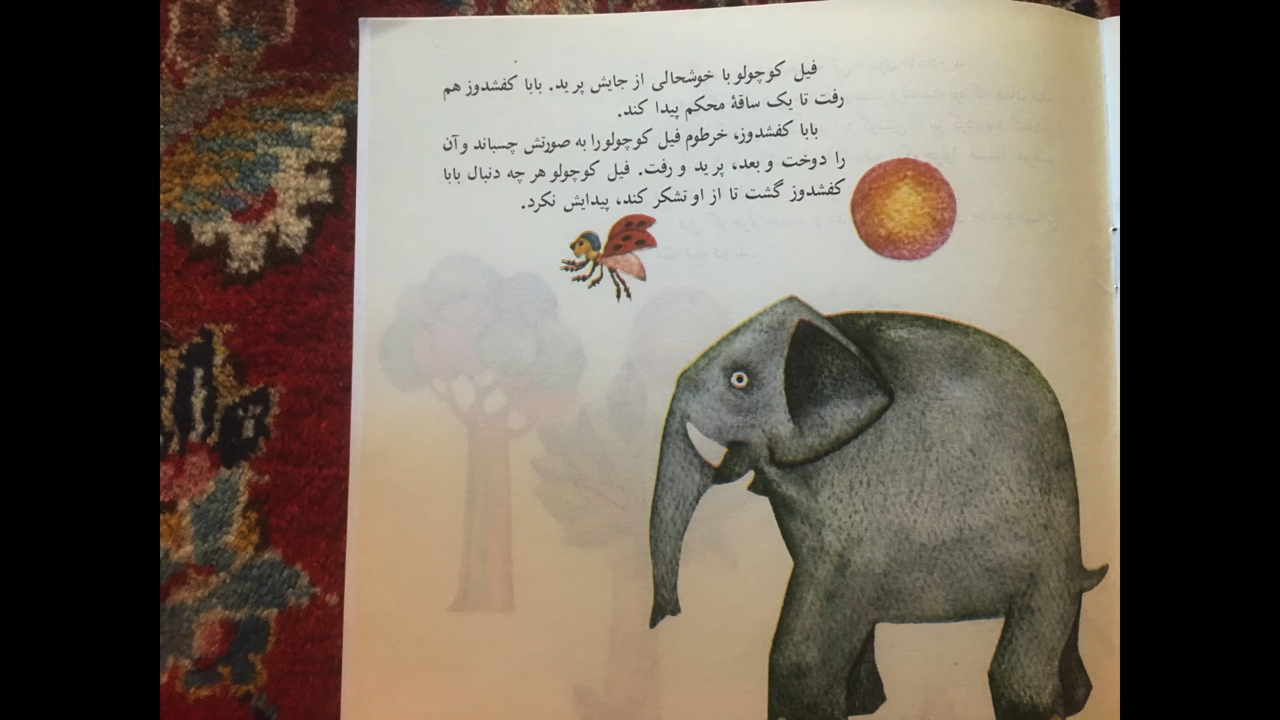 فیل کوچولو با خوشحالی از جایش پرید. بابا کفشدوز هم
رفت تا یک ساقهٔ محکم پیدا کند.
بابا کفشدوز، خرطوم فیل کوچولو را به صورتش چسباند و آن
را دوخت و بعد، پرید و رفت. فیل کوچولو هر چه دنبال بابا
کفشدوز گشت تا از او تشکر کند، پیدایش نکرد.